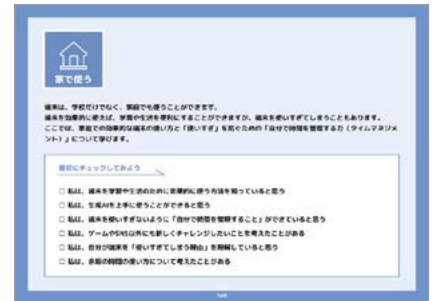 家で使う
端末は、学校だけでなく、家庭でも使うことができます。
端末を効果的に使えば、学習や生活を便利にすることができますが、端末を使いすぎてしまうこともあります。
ここでは、家庭での効果的な端末の使い方と「使いすぎ」を防ぐための「自分で時間を管理する力（タイムマネジメ
ント）」について学びます。
最初にチェックしてみよう
□ 私は、端末を学習や生活のために効果的に使う方法を知っていると思う
□ 私は、生成AIを上手に使うことができると思う
□ 私は、端末を使いすぎないように「自分で時間を管理すること」ができていると思う
□ 私は、ゲームやSNS以外にも新しくチャレンジしたいことを考えたことがある
□ 私は、自分が端末を「使いすぎてしまう理由」を理解していると思う
□ 私は、余暇の時間の使い方について考えたことがある